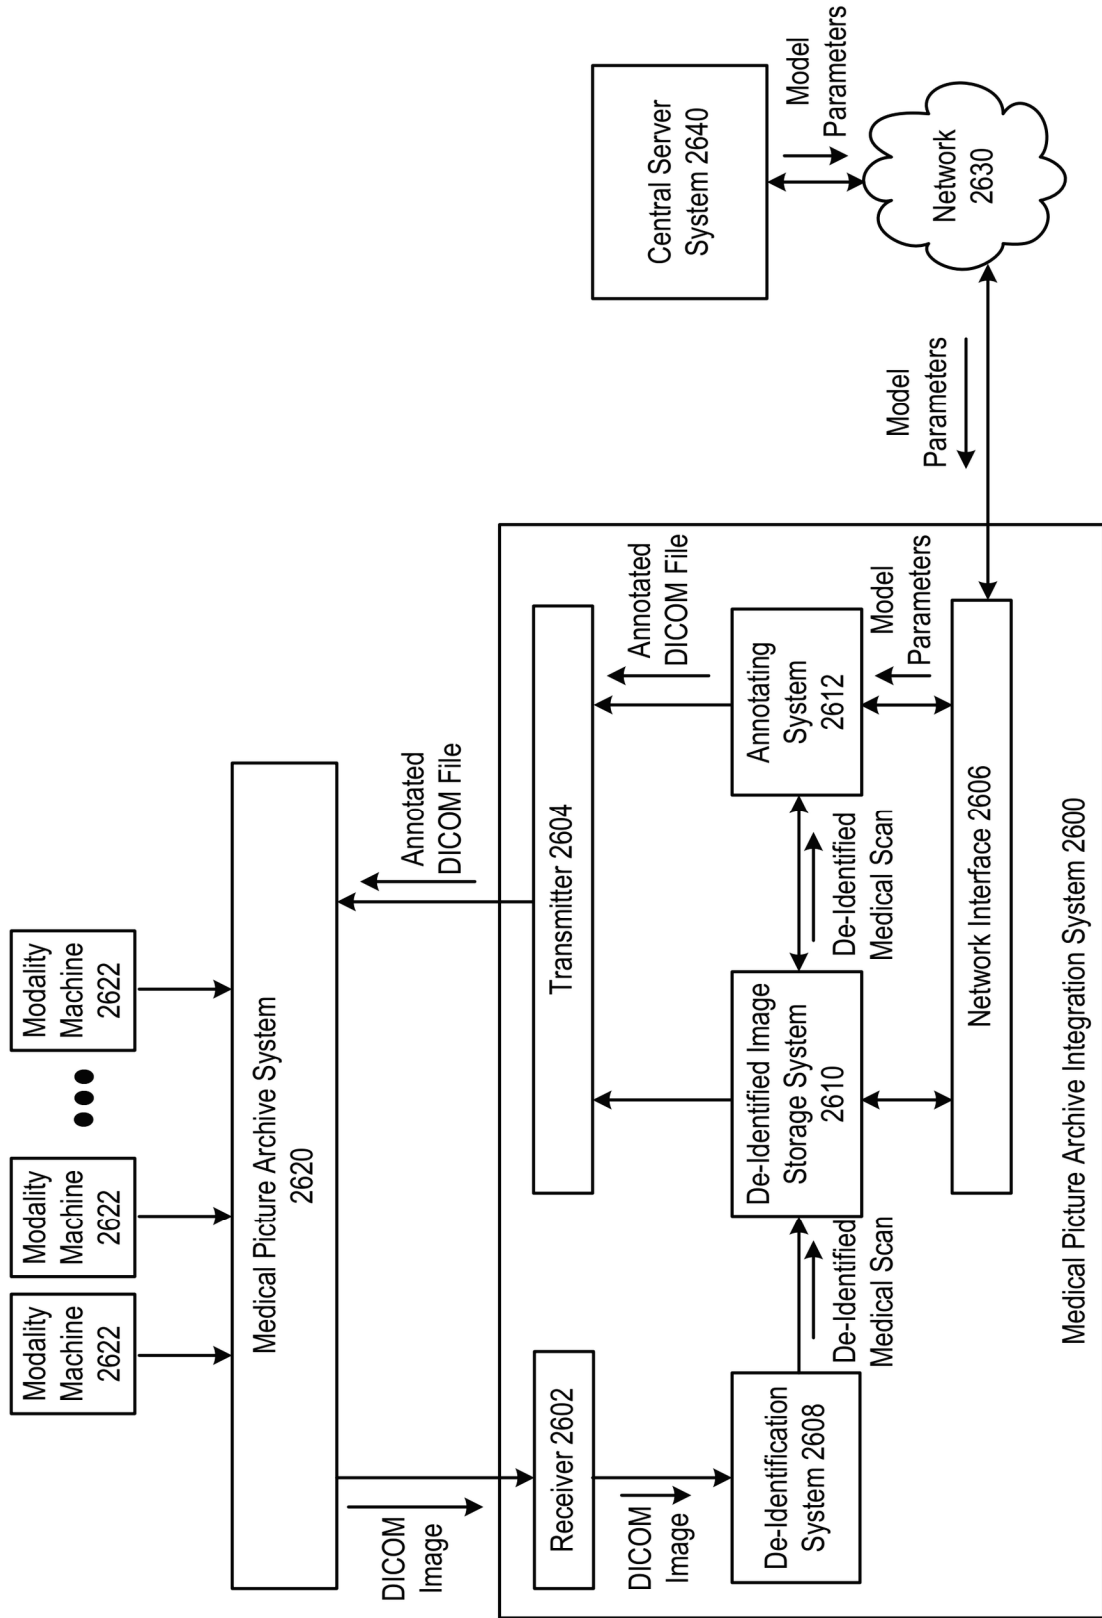 Modality
Machine
2622
Modality
Machine
2622
Modality
Machine
2622
Medical Picture Archive System
2620
DICOM
Image
Annotated
DICOM File
Receiver 2602
Transmitter 2604
DICOM
Image
Annotated
DICOM File
De-Identification
System 2608
De-Identified
Medical Scan
De-Identified Image
Storage System
2610
De-Identified
Medical Scan
Annotating
System
2612
Model
Parameters
Network Interface 2606
Medical Picture Archive Integration System 2600
Model
Parameters
Central Server
System 2640
Model
Parameters
Network
2630